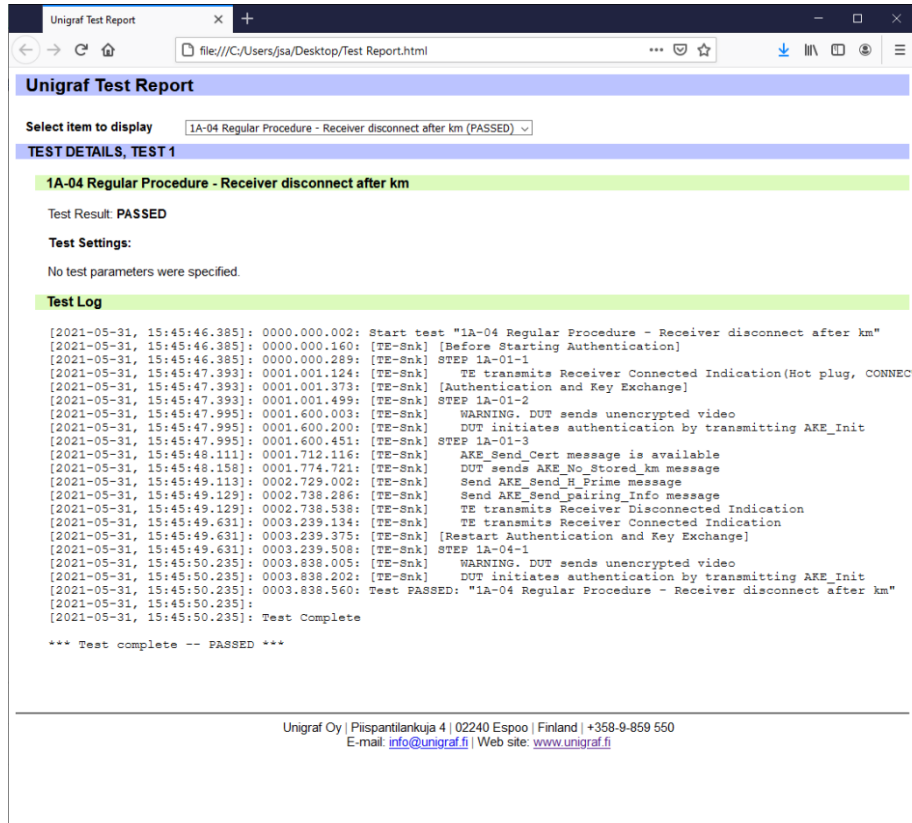 Unigraf Test Report
file:///C:/Users/jsa/Desktop/Test Report.html
Unigraf Test Report
Select item to display 1A-04 Regular Procedure - Receiver disconnect after km (PASSED)
TEST DETAILS, TEST 1
1A-04 Regular Procedure - Receiver disconnect after km
Test Result: PASSED
Test Settings:
No test parameters were specified.
Test Log
[2021-05-31, 15:45:46.385]: 0000.000.002: Start test "1A-04 Regular Procedure - Receiver disconnect after km"
[2021-05-31, 15:45:46.385]: 0000.000.160: [TE-Snk] [Before Starting Authentication]
[2021-05-31, 15:45:46.385]: 0000.000.289: [TE-Snk] STEP 1A-01-1
[2021-05-31, 15:45:47.393]: 0001.001.124: [TE-Snk] TE transmits Receiver Connected Indication(Hot plug, CONNEC
[2021-05-31, 15:45:47.393]: 0001.001.373: [TE-Snk] [Authentication and Key Exchange]
[2021-05-31, 15:45:47.393]: 0001.001.499: [TE-Snk] STEP 1A-01-2
[2021-05-31, 15:45:47.995]: 0001.600.003: [TE-Snk] WARNING. DUT sends unencrypted video
[2021-05-31, 15:45:47.995]: 0001.600.200: [TE-Snk] DUT initiates authentication by transmitting AKE_Init
[2021-05-31, 15:45:47.995]: 0001.600.451: [TE-Snk] STEP 1A-01-3
[2021-05-31, 15:45:48.111]: 0001.712.116: [TE-Snk] AKE_Send_Cert message is available
[2021-05-31, 15:45:48.158]: 0001.774.721: [TE-Snk] DUT sends AKE_No_Stored_km message
[2021-05-31, 15:45:49.113]: 0002.729.002: [TE-Snk] Send AKE_Send_H_Prime message
[2021-05-31, 15:45:49.129]: 0002.738.286: [TE-Snk] Send AKE_Send_pairing_Info message
[2021-05-31, 15:45:49.129]: 0002.738.538: [TE-Snk] TE transmits Receiver Disconnected Indication
[2021-05-31, 15:45:49.631]: 0003.239.134: [TE-Snk] TE transmits Receiver Connected Indication
[2021-05-31, 15:45:49.631]: 0003.239.375: [TE-Snk] [Restart Authentication and Key Exchange]
[2021-05-31, 15:45:49.631]: 0003.239.508: [TE-Snk] STEP 1A-04-1
[2021-05-31, 15:45:50.235]: 0003.838.005: [TE-Snk] WARNING. DUT sends unencrypted video
[2021-05-31, 15:45:50.235]: 0003.838.202: [TE-Snk] DUT initiates authentication by transmitting AKE_Init
[2021-05-31, 15:45:50.235]: 0003.838.560: Test PASSED: "1A-04 Regular Procedure - Receiver disconnect after km"
[2021-05-31, 15:45:50.235]:
[2021-05-31, 15:45:50.235]: Test Complete
*** Test complete -- PASSED ***
Unigraf Oy | Piispantilankuja 4 | 02240 Espoo | Finland | +358-9-859 550
E-mail: info@unigraf.fi | Web site: www.unigraf.fi